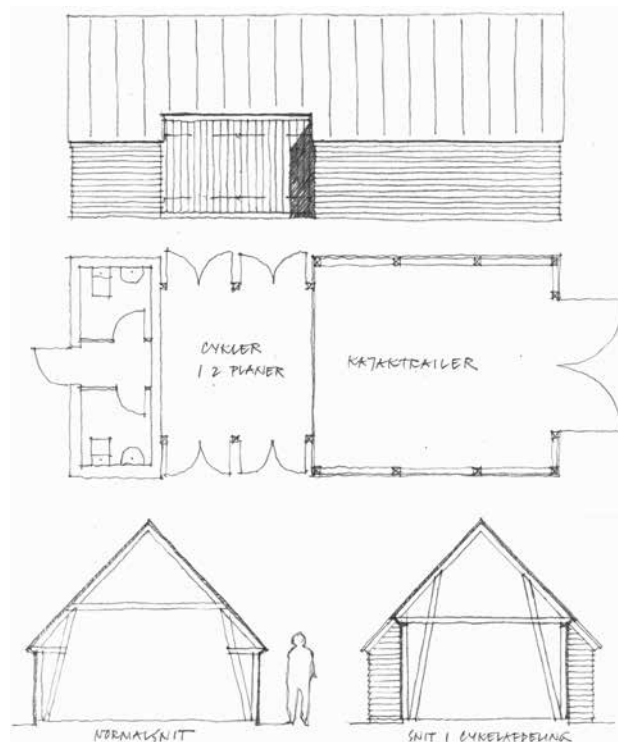 CYKLER
I 2 PLANER
KAJAKTRAILER
NORMALSNIT
SNIT I CYKELAFDELING